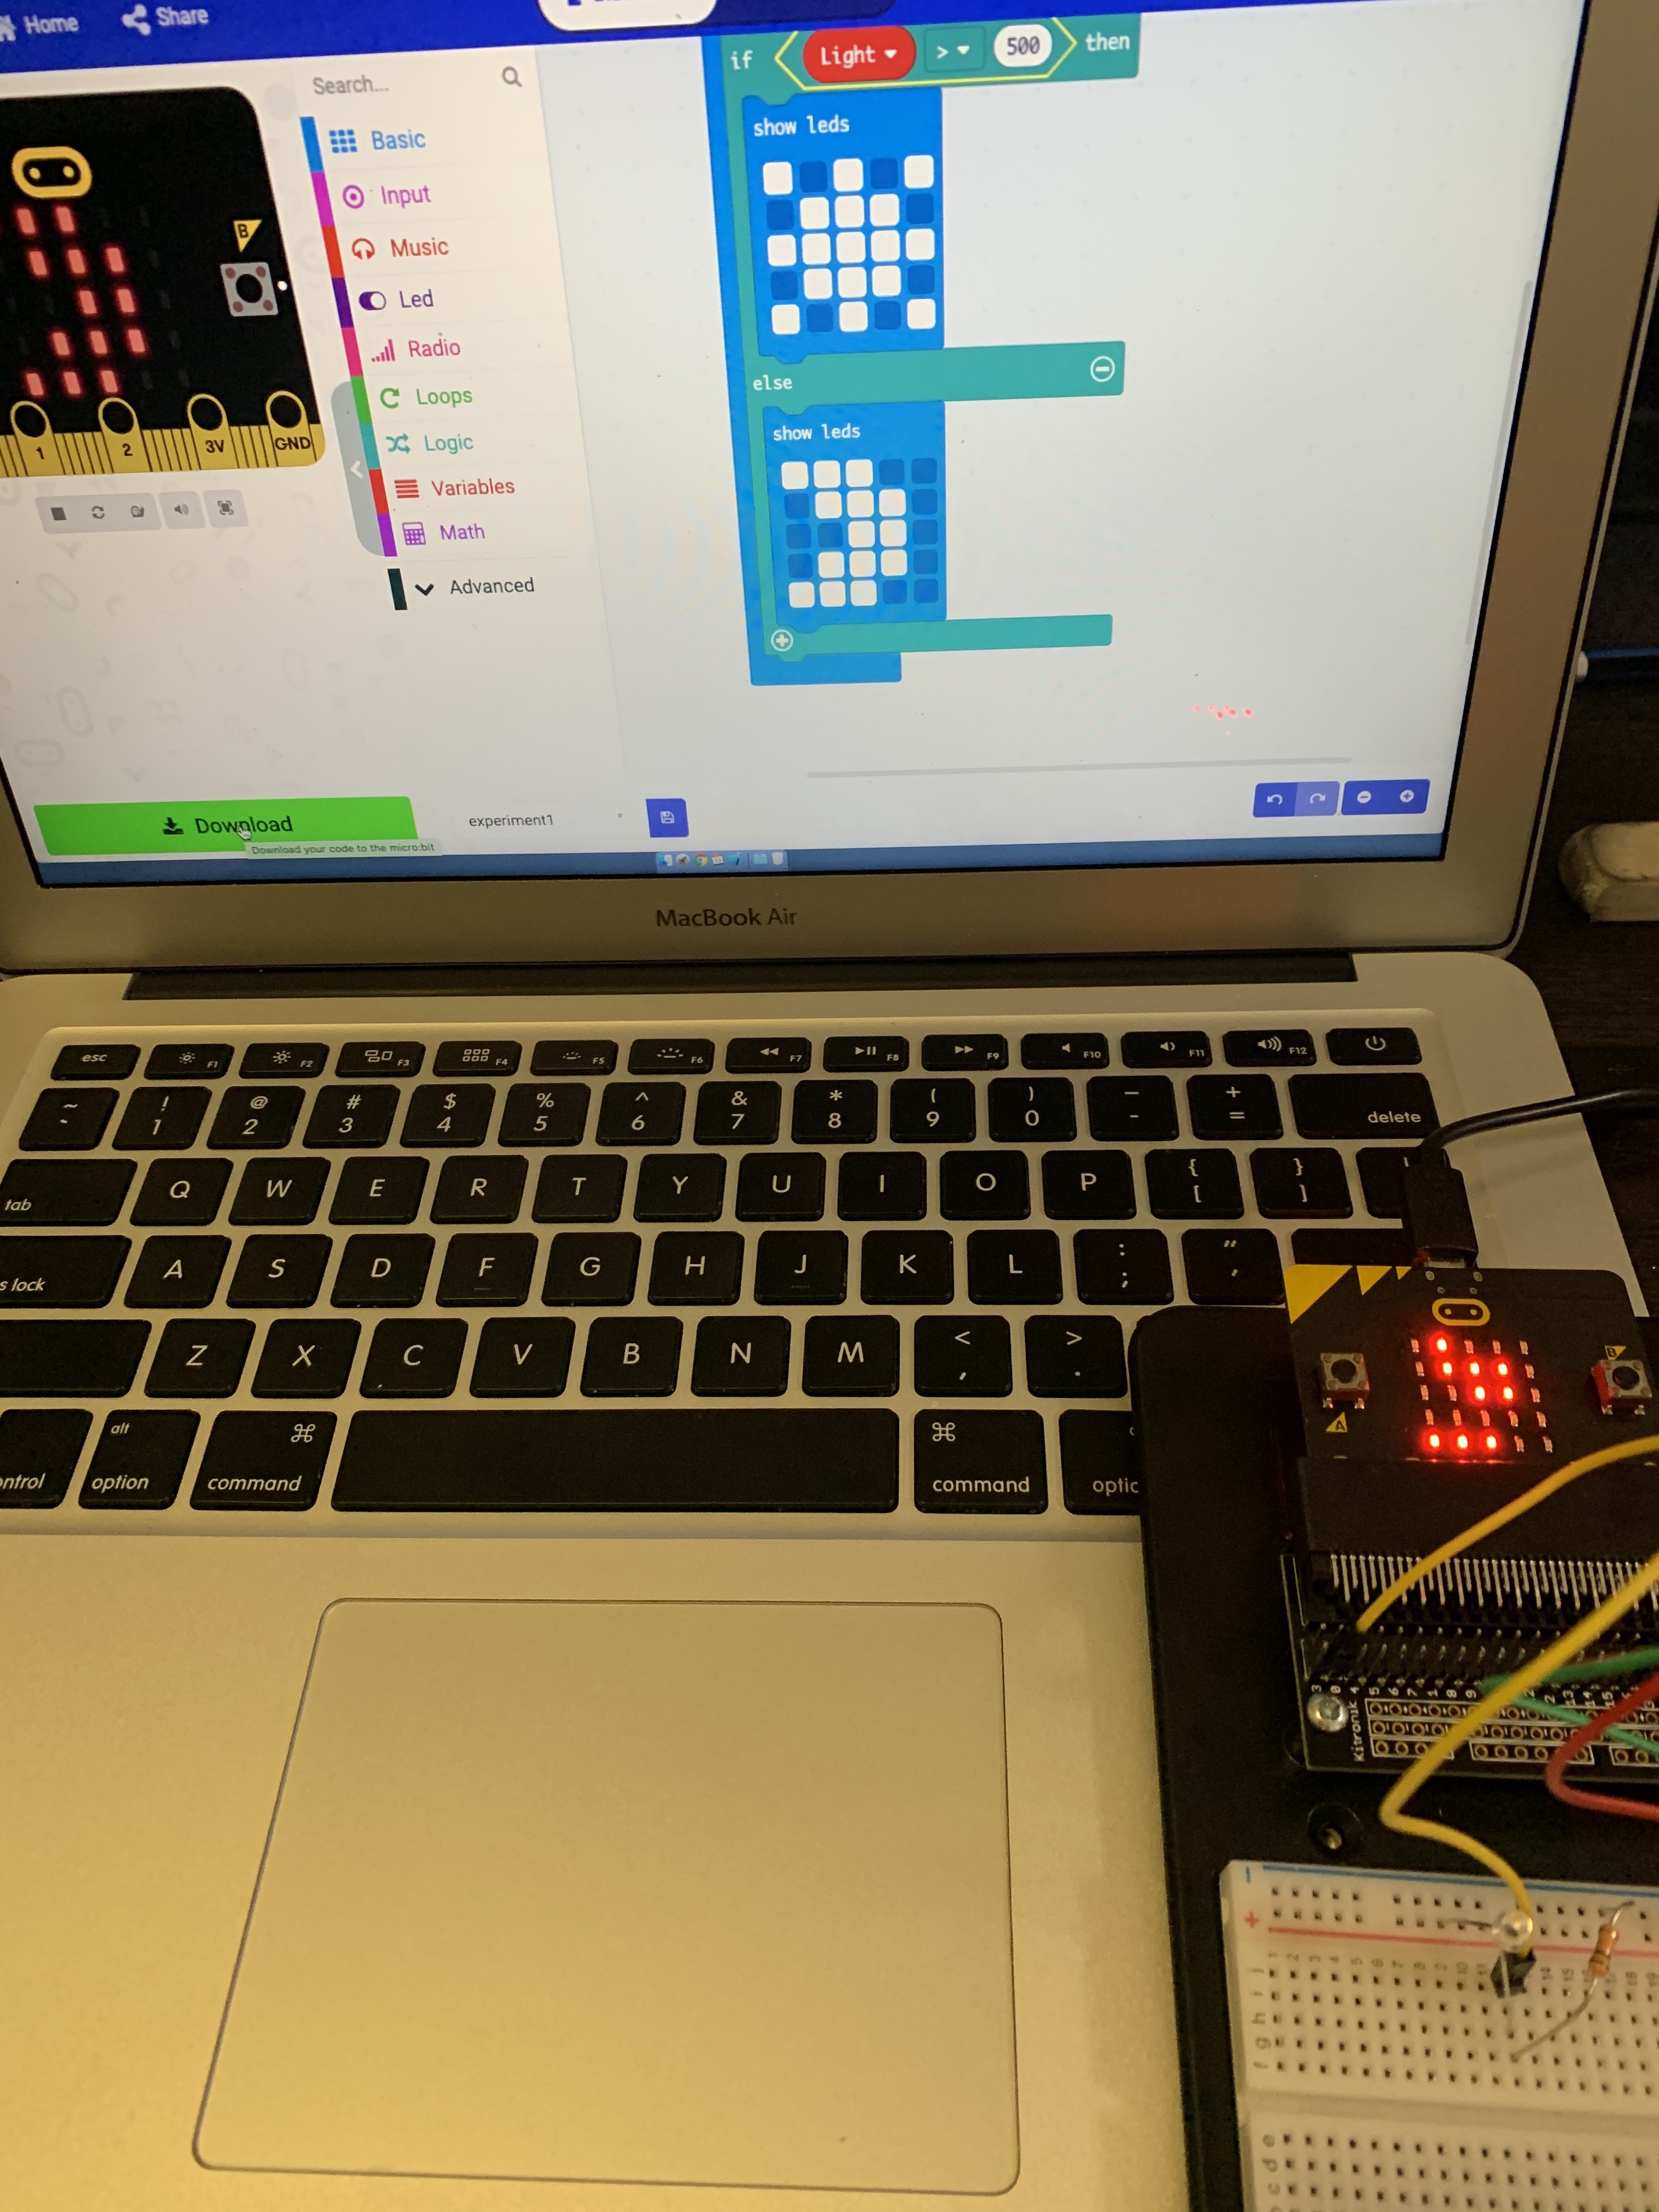 Home
Share
if Light > 500 then
Search...
show leds
Basic
Input
Music
Led
Radio
Loops
Logic
Variables
Math
Advanced
else
show leds
B
1 2 3V GND
Download
experiment1
Download your code to the micro:bit
MacBook Air
esc F1 F2 F3 F4 F5 F6 F7 F8 F9 F10 F11 F12
~ ! @ # $ % ^ & * ( ) — +
1 2 3 4 5 6 7 8 9 0 - = delete
tab Q W E R T Y U I O P { [ } ]
s lock A S D F G H J K L : ; " '
Z X C V B N M < , > .
ntrol alt option ⌘ command ⌘ command optic
A B
Kitronik